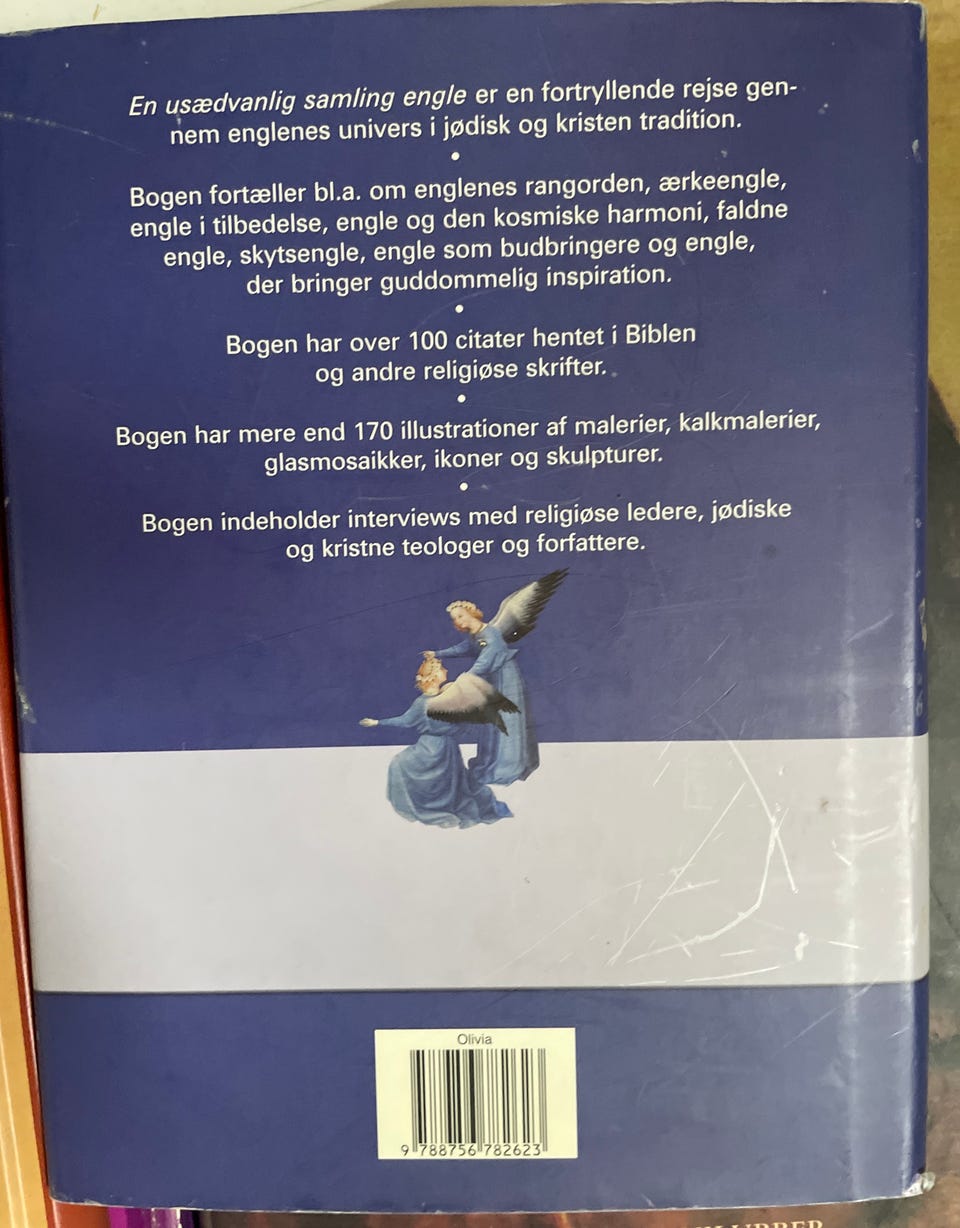 En usædvanlig samling engle er en fortryllende rejse gen-
nem englenes univers i jødisk og kristen tradition.
•
Bogen fortæller bl.a. om englenes rangorden, ærkeengle,
engle i tilbedelse, engle og den kosmiske harmoni, faldne
engle, skytsengle, engle som budbringere og engle,
der bringer guddommelig inspiration.
•
Bogen har over 100 citater hentet i Biblen
og andre religiøse skrifter.
•
Bogen har mere end 170 illustrationer af malerier, kalkmalerier,
glasmosaikker, ikoner og skulpturer.
•
Bogen indeholder interviews med religiøse ledere, jødiske
og kristne teologer og forfattere.
Olivia
9 788756 782623